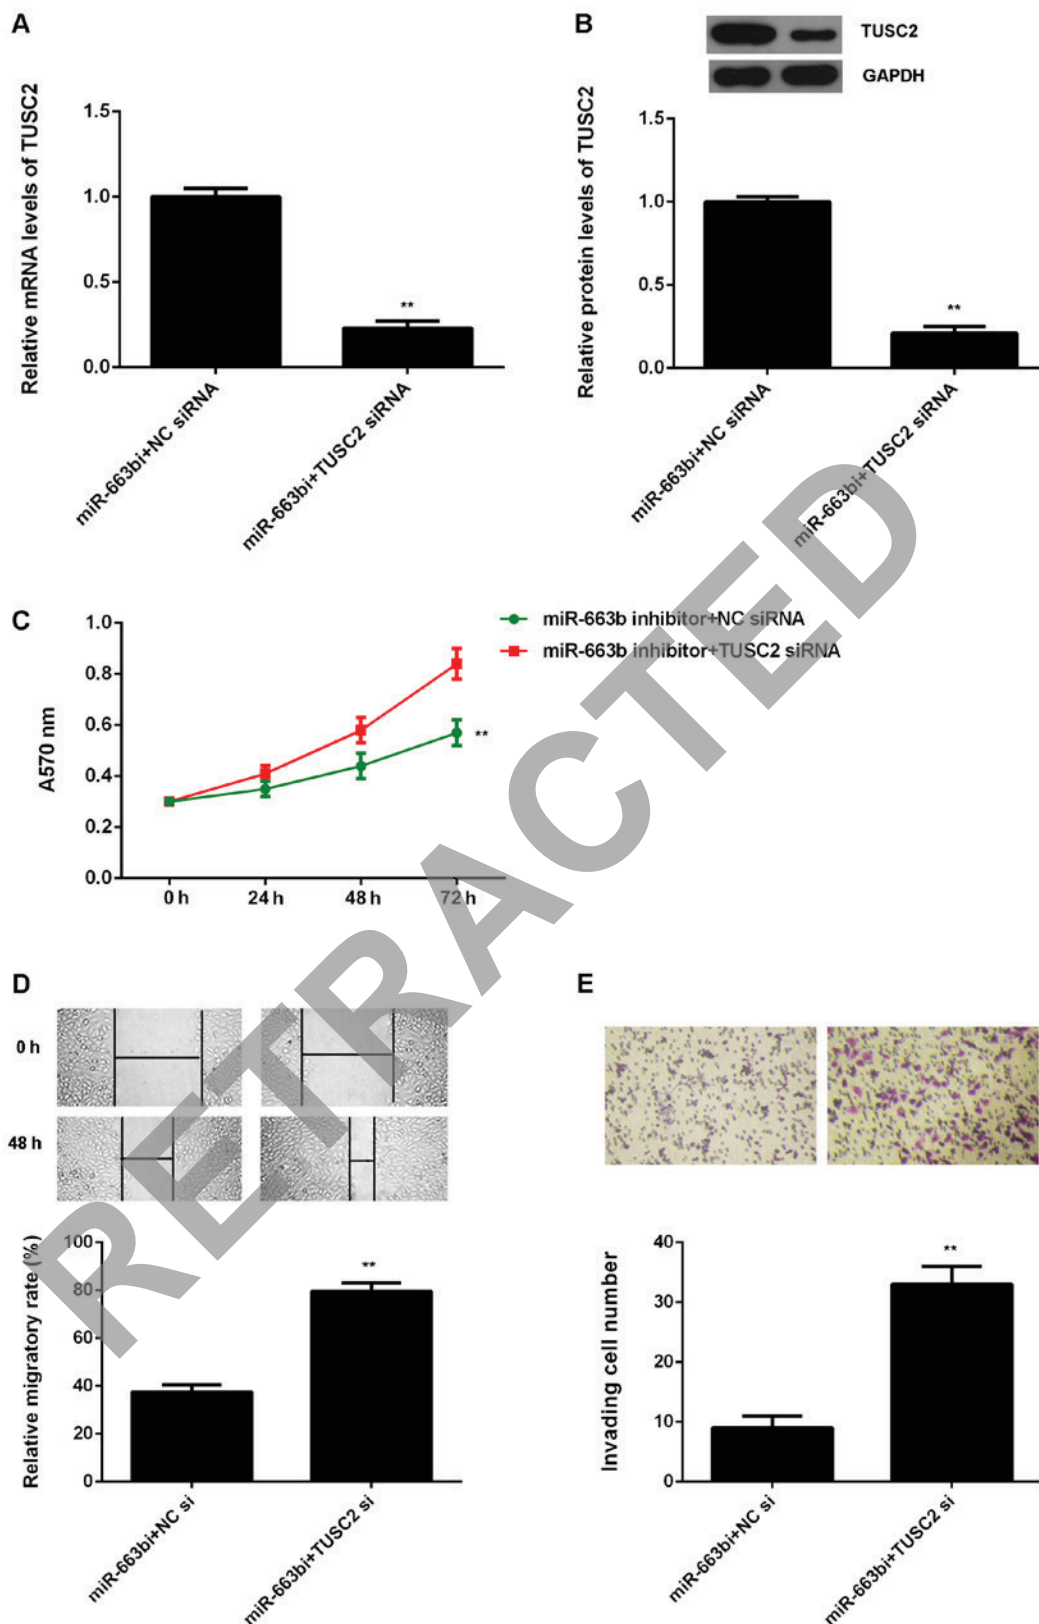 A
Relative mRNA levels of TUSC2
1.5
1.0
0.5
0.0
**
miR-663bi+NC siRNA
miR-663bi+TUSC2 siRNA
B
TUSC2
GAPDH
Relative protein levels of TUSC2
1.5
1.0
0.5
0.0
**
miR-663bi+NC siRNA
miR-663bi+TUSC2 siRNA
C
A570 nm
1.0
0.8
0.6
0.4
0.2
0.0
0 h
24 h
48 h
72 h
**
miR-663b inhibitor+NC siRNA
miR-663b inhibitor+TUSC2 siRNA
D
0 h
48 h
Relative migratory rate (%)
100
80
60
40
20
0
**
miR-663bi+NC si
miR-663bi+TUSC2 si
E
Invading cell number
40
30
20
10
0
**
miR-663bi+NC si
miR-663bi+TUSC2 si
RETRACTED